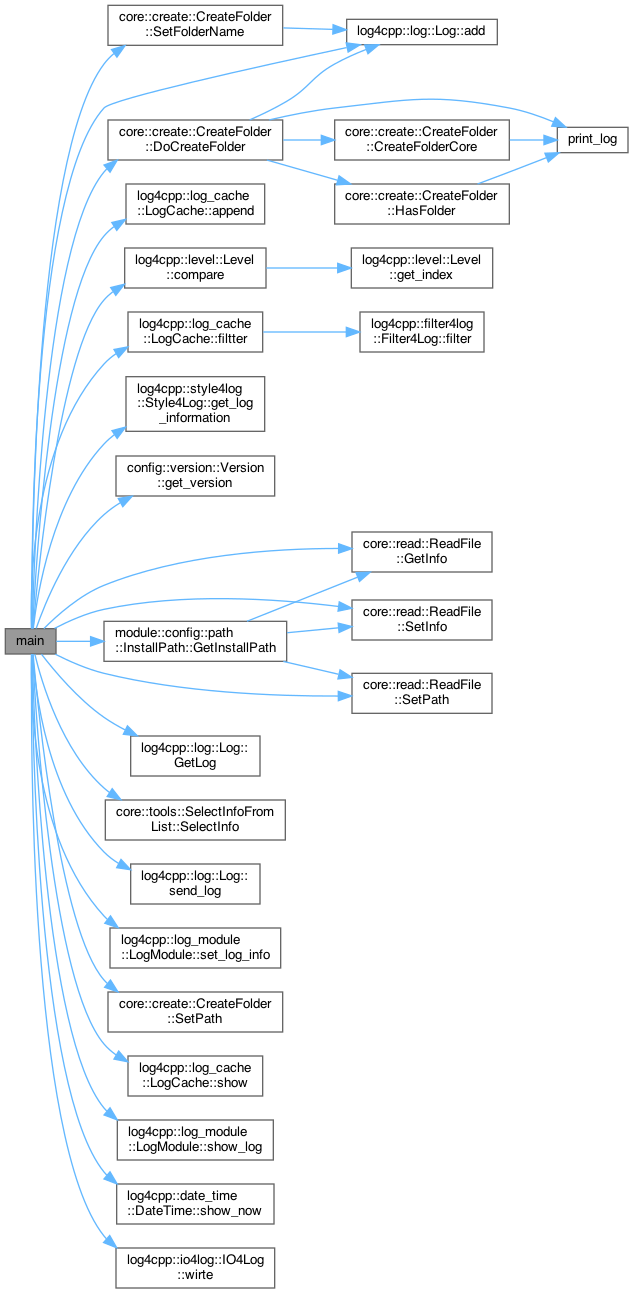 core::create::CreateFolder
::SetFolderName
log4cpp::log::Log::add
core::create::CreateFolder
::DoCreateFolder
core::create::CreateFolder
::CreateFolderCore
print_log
log4cpp::log_cache
::LogCache::append
core::create::CreateFolder
::HasFolder
log4cpp::level::Level
::compare
log4cpp::level::Level
::get_index
log4cpp::log_cache
::LogCache::filtter
log4cpp::filter4log
::Filter4Log::filter
log4cpp::style4log
::Style4Log::get_log
_information
config::version::Version
::get_version
core::read::ReadFile
::GetInfo
core::read::ReadFile
::SetInfo
main
module::config::path
::InstallPath::GetInstallPath
core::read::ReadFile
::SetPath
log4cpp::log::Log::
GetLog
core::tools::SelectInfoFrom
List::SelectInfo
log4cpp::log::Log::
send_log
log4cpp::log_module
::LogModule::set_log_info
core::create::CreateFolder
::SetPath
log4cpp::log_cache
::LogCache::show
log4cpp::log_module
::LogModule::show_log
log4cpp::date_time
::DateTime::show_now
log4cpp::io4log::IO4Log
::wirte